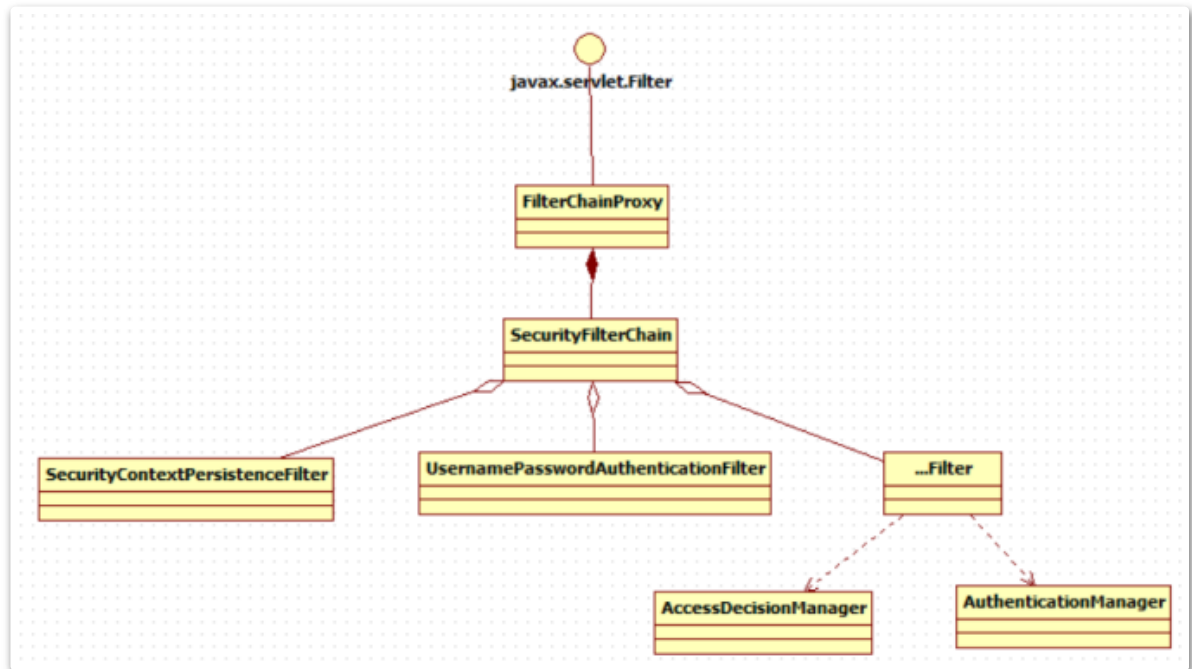 javax.servlet.Filter
FilterChainProxy
SecurityFilterChain
SecurityContextPersistenceFilter
UsernamePasswordAuthenticationFilter
...Filter
AccessDecisionManager
AuthenticationManager